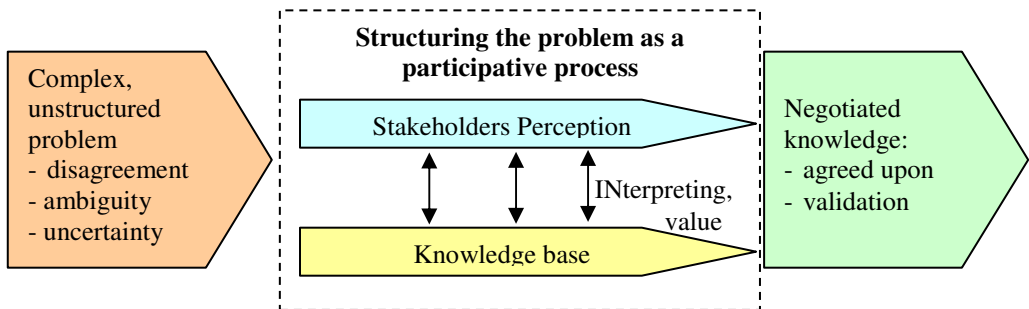 Complex,
unstructured
problem
- disagreement
- ambiguity
- uncertainty
Structuring the problem as a
participative process
Stakeholders Perception
INterpreting,
value
Knowledge base
Negotiated
knowledge:
- agreed upon
- validation